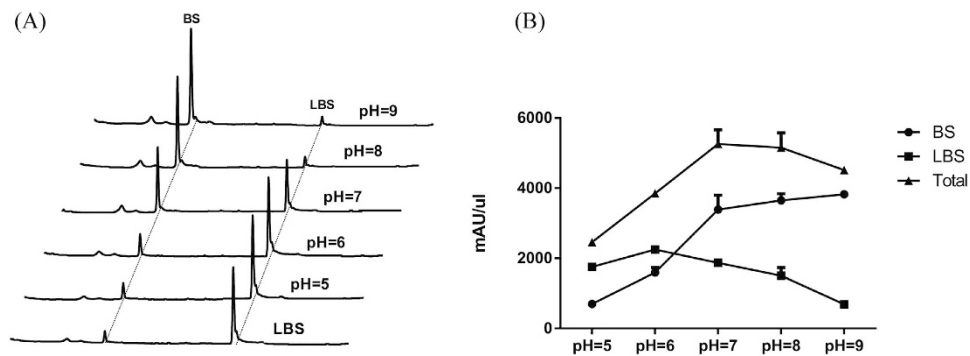 (A)
BS
LBS
pH=9
pH=8
pH=7
pH=6
pH=5
LBS
(B)
mAU/ul
6000
4000
2000
0
pH=5 pH=6 pH=7 pH=8 pH=9
BS
LBS
Total